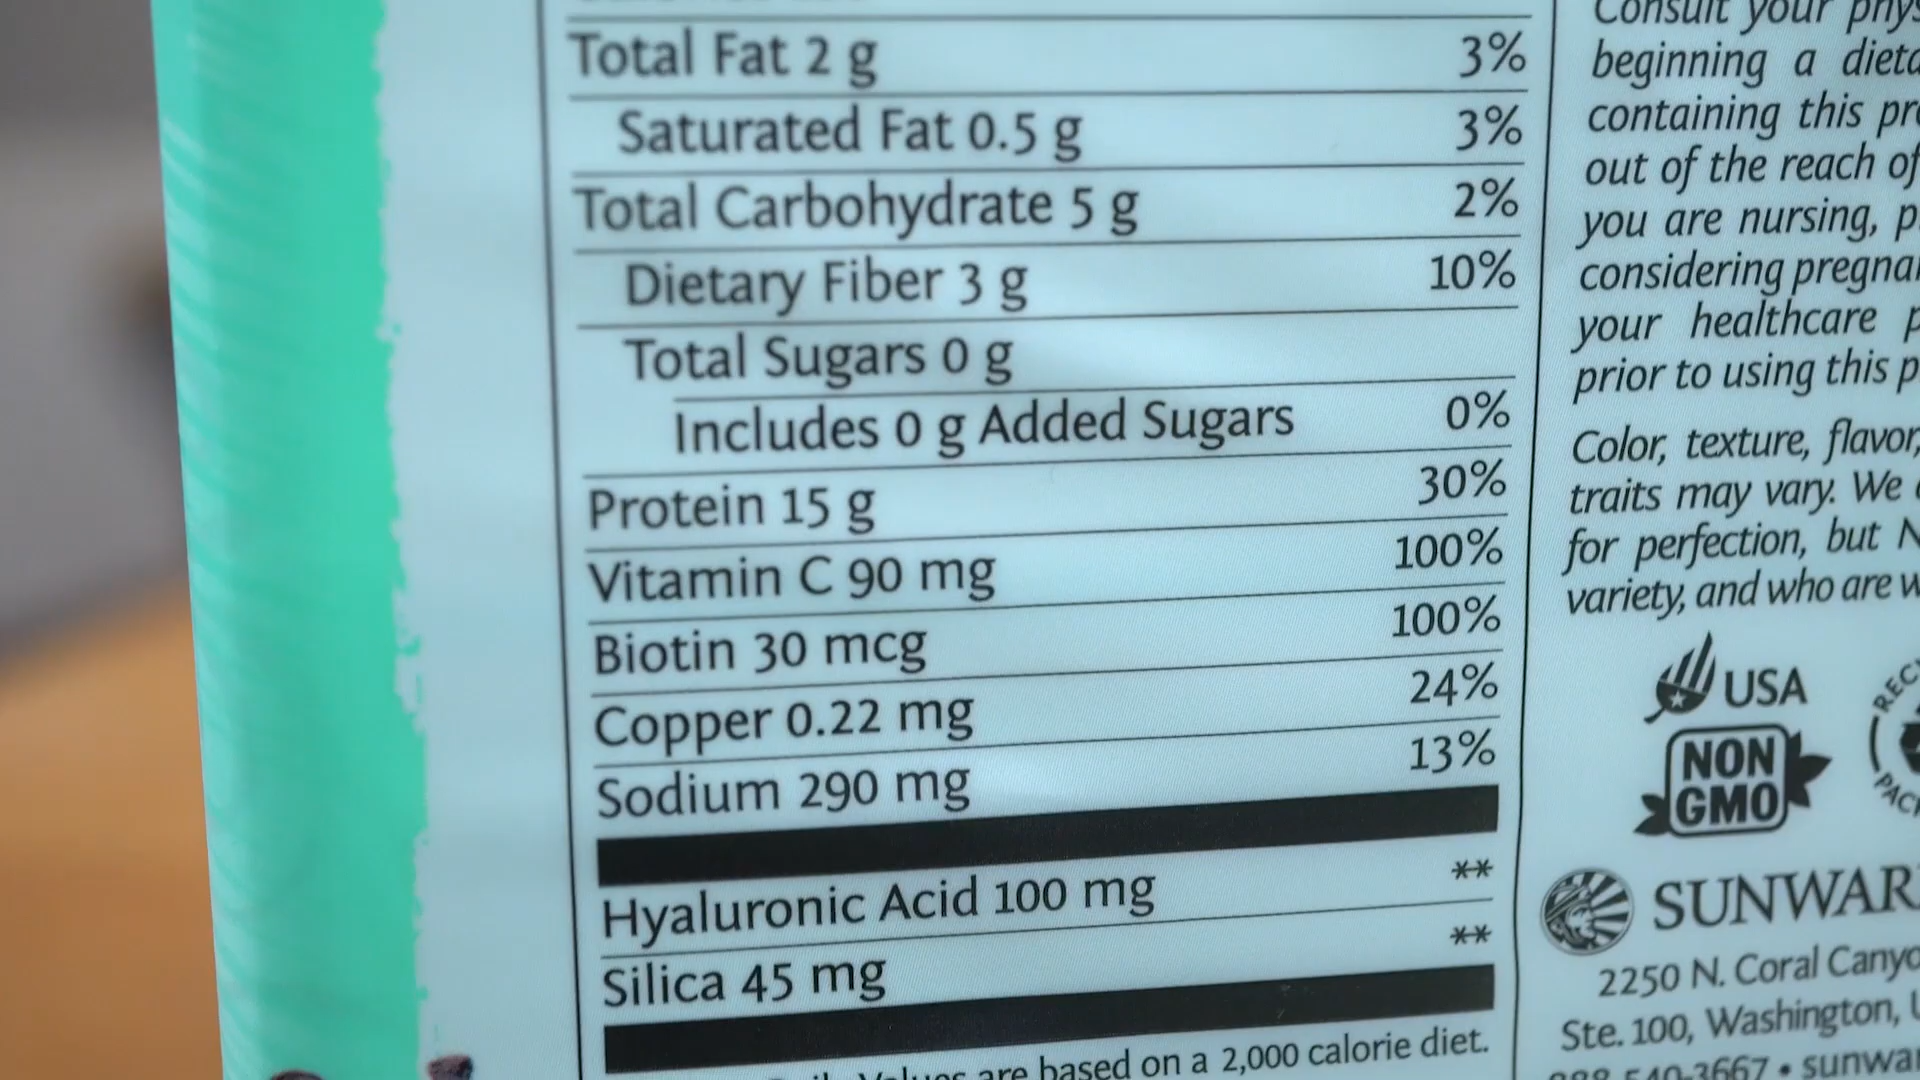 Total Fat 2 g 3%
Saturated Fat 0.5 g 3%
Total Carbohydrate 5 g 2%
Dietary Fiber 3 g 10%
Total Sugars 0 g
Includes 0 g Added Sugars 0%
Protein 15 g 30%
Vitamin C 90 mg 100%
Biotin 30 mcg 100%
Copper 0.22 mg 24%
Sodium 290 mg 13%
Hyaluronic Acid 100 mg **
Silica 45 mg **
Values are based on a 2,000 calorie diet.
Consult your phys
beginning a dieta
containing this pr
out of the reach of
you are nursing, p
considering pregna
your healthcare p
prior to using this p
Color, texture, flavor,
traits may vary. We
for perfection, but N
variety, and who are w
USA
NON
GMO
RECY
PAC
SUNWAR
2250 N. Coral Canyo
Ste. 100, Washington, U
540-3667 • sunwar